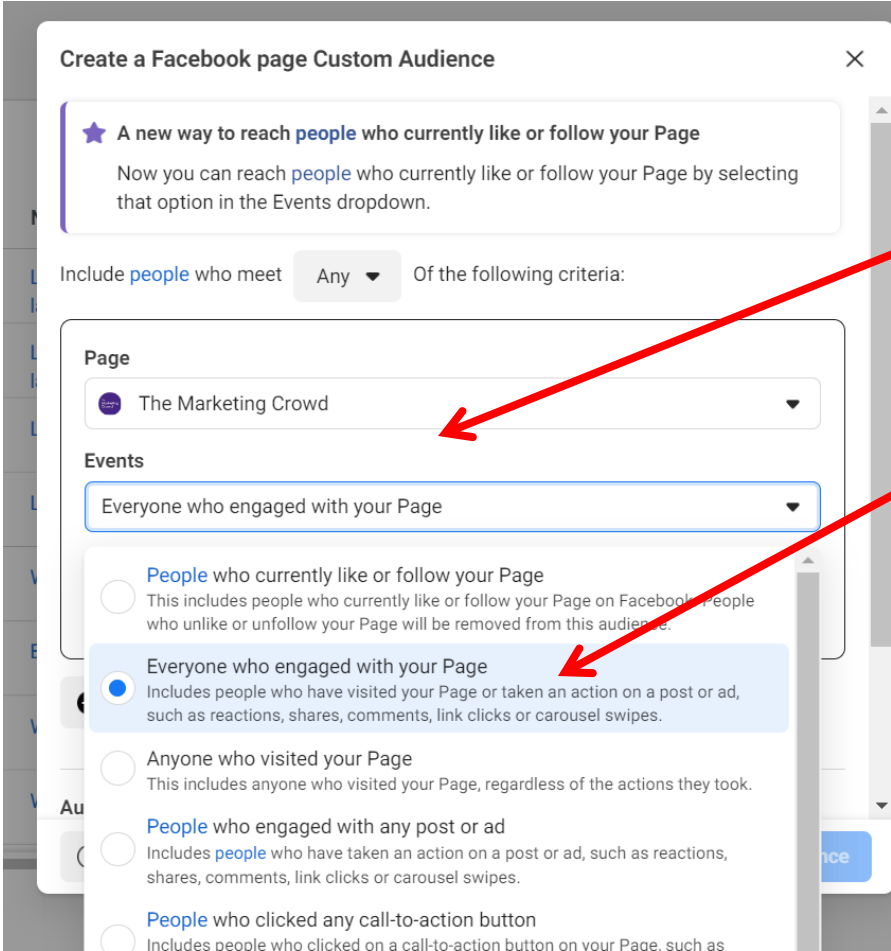 Create a Facebook page Custom Audience
A new way to reach people who currently like or follow your Page
Now you can reach people who currently like or follow your Page by selecting
that option in the Events dropdown.
Include people who meet Any Of the following criteria:
Page
The Marketing Crowd
Events
Everyone who engaged with your Page
People who currently like or follow your Page
This includes people who currently like or follow your Page on Facebook. People
who unlike or unfollow your Page will be removed from this audience.
Everyone who engaged with your Page
Includes people who have visited your Page or taken an action on a post or ad,
such as reactions, shares, comments, link clicks or carousel swipes.
Anyone who visited your Page
This includes anyone who visited your Page, regardless of the actions they took.
Au
People who engaged with any post or ad
Includes people who have taken an action on a post or ad, such as reactions,
shares, comments, link clicks or carousel swipes.
nce
People who clicked any call-to-action button
Includes people who clicked on a call-to-action button on your Page, such as